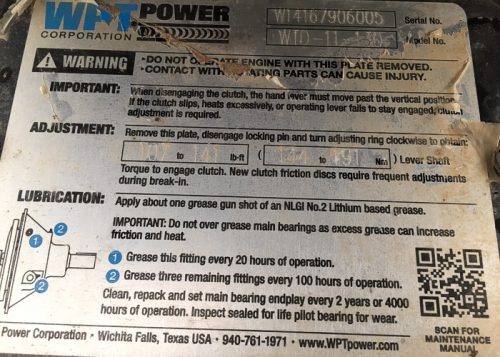 WPT POWER
CORPORATION
WT4167906005 Serial No.
WTD-11- Model No.
WARNING
•DO NOT OPERATE ENGINE WITH THIS PLATE REMOVED.
•CONTACT WITH ROTATING PARTS CAN CAUSE INJURY.
IMPORTANT: When disengaging the clutch, the hand lever must move past the vertical position.
If the clutch slips, heats excessively, or operating lever fails to stay engaged, clutch
adjustment is required.
ADJUSTMENT: Remove this plate, disengage locking pin and turn adjusting ring clockwise to obtain:
to 141 lb-ft ( to 191 Nm) Lever Shaft
Torque to engage clutch. New clutch friction discs require frequent adjustments
during break-in.
LUBRICATION: Apply about one grease gun shot of an NLGI No.2 Lithium based grease.
IMPORTANT: Do not over grease main bearings as excess grease can increase
friction and heat.
1 Grease this fitting every 20 hours of operation.
2 Grease three remaining fittings every 100 hours of operation.
Clean, repack and set main bearing endplay every 2 years or 4000
hours of operation. Inspect sealed for life pilot bearing for wear.
2
1
2
SCAN FOR
MAINTENANCE
MANUAL
Power Corporation • Wichita Falls, Texas USA • 940-761-1971 • www.WPTpower.com